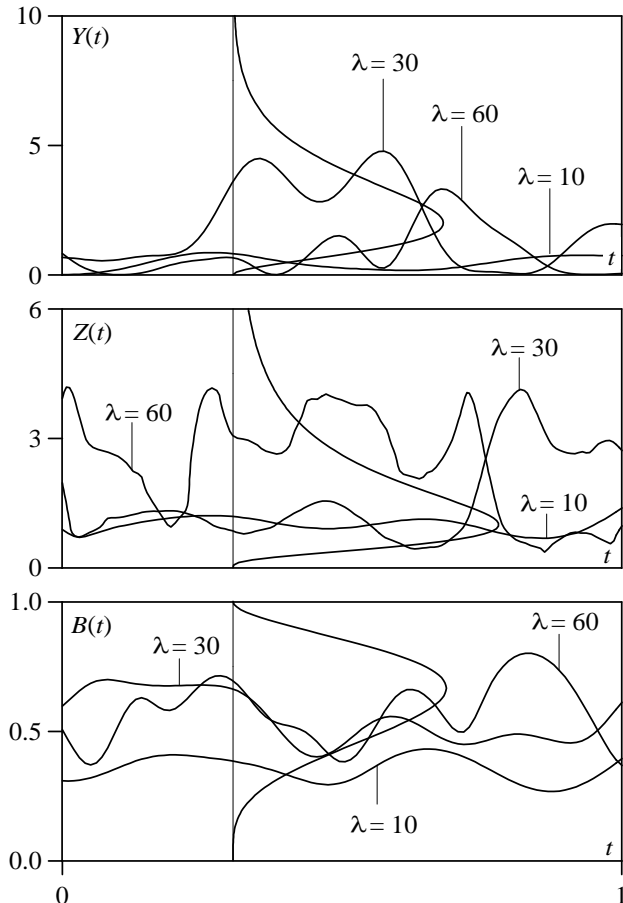 10
Y(t)
λ = 30
λ = 60
5
λ = 10
t
0
6
Z(t)
λ = 30
λ = 60
3
λ = 10
t
0
1.0
B(t)
λ = 60
λ = 30
0.5
λ = 10
0.0
t
0
1